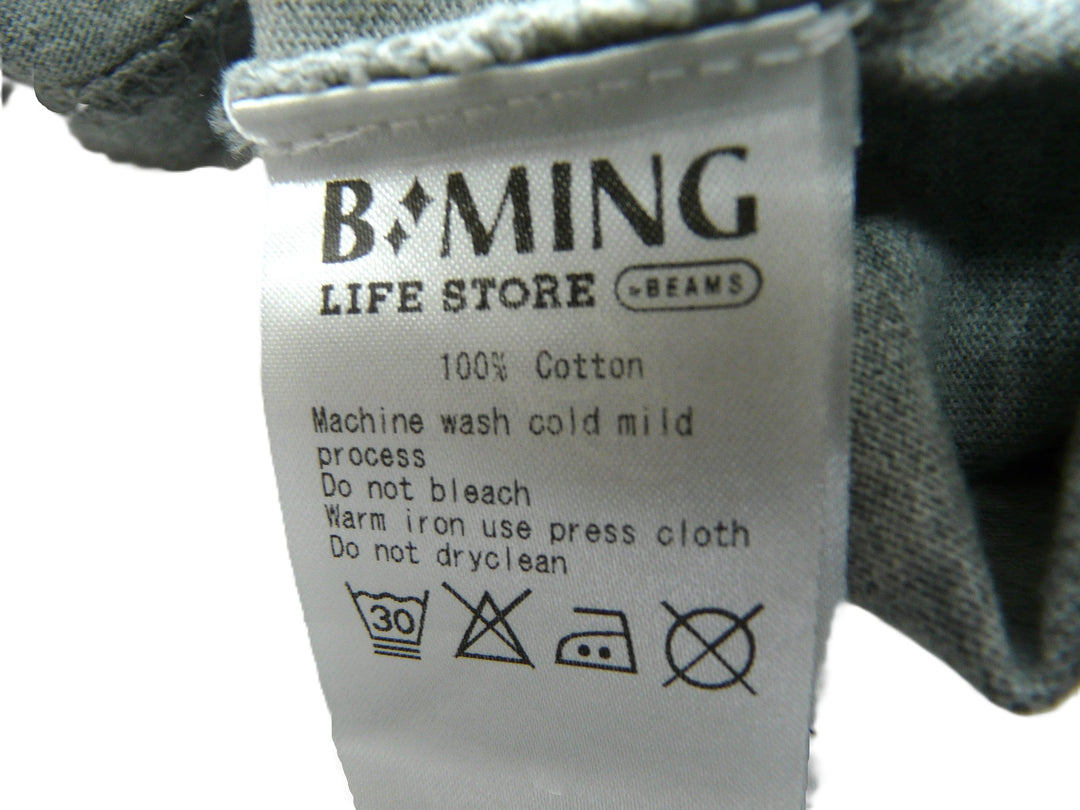 B MING
LIFE STORE by BEAMS
100% Cotton
Machine wash cold mild
process
Do not bleach
Warm iron use press cloth
Do not dryclean
30